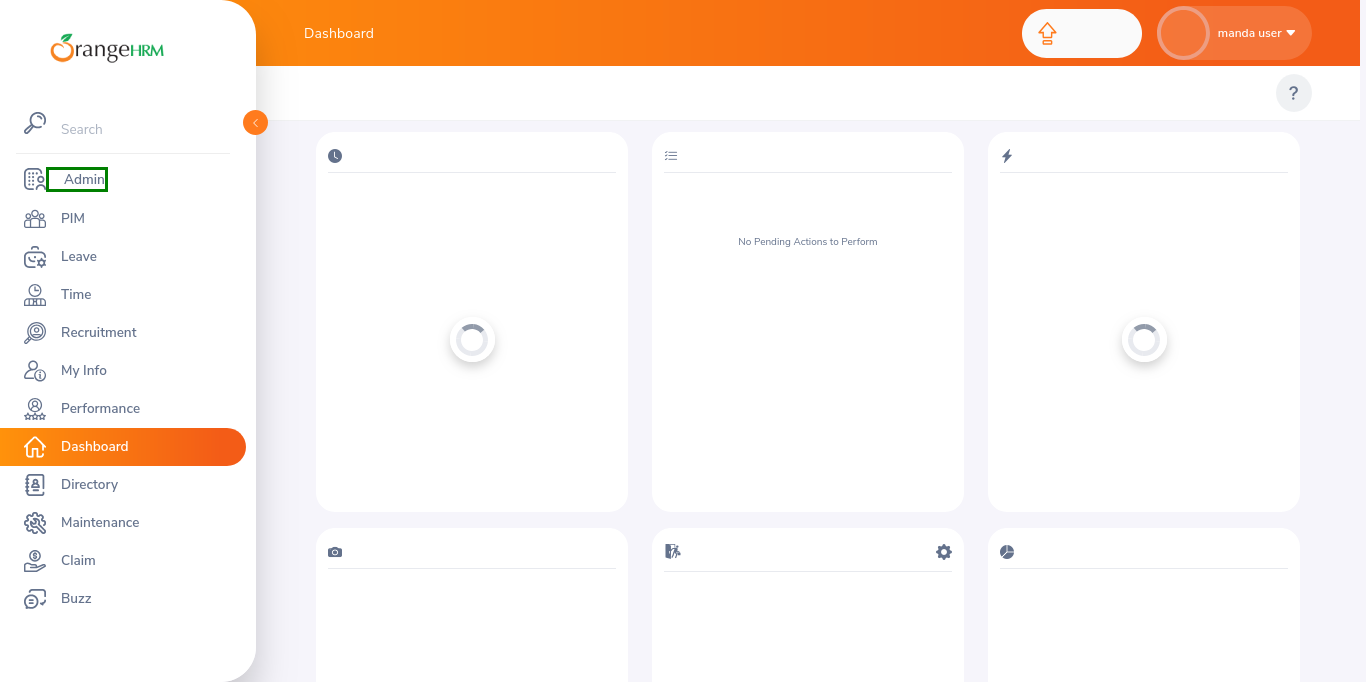 OrangeHRM
Dashboard
manda user
?
Search
Admin
PIM
Leave
Time
Recruitment
My Info
Performance
Dashboard
Directory
Maintenance
Claim
Buzz
No Pending Actions to Perform